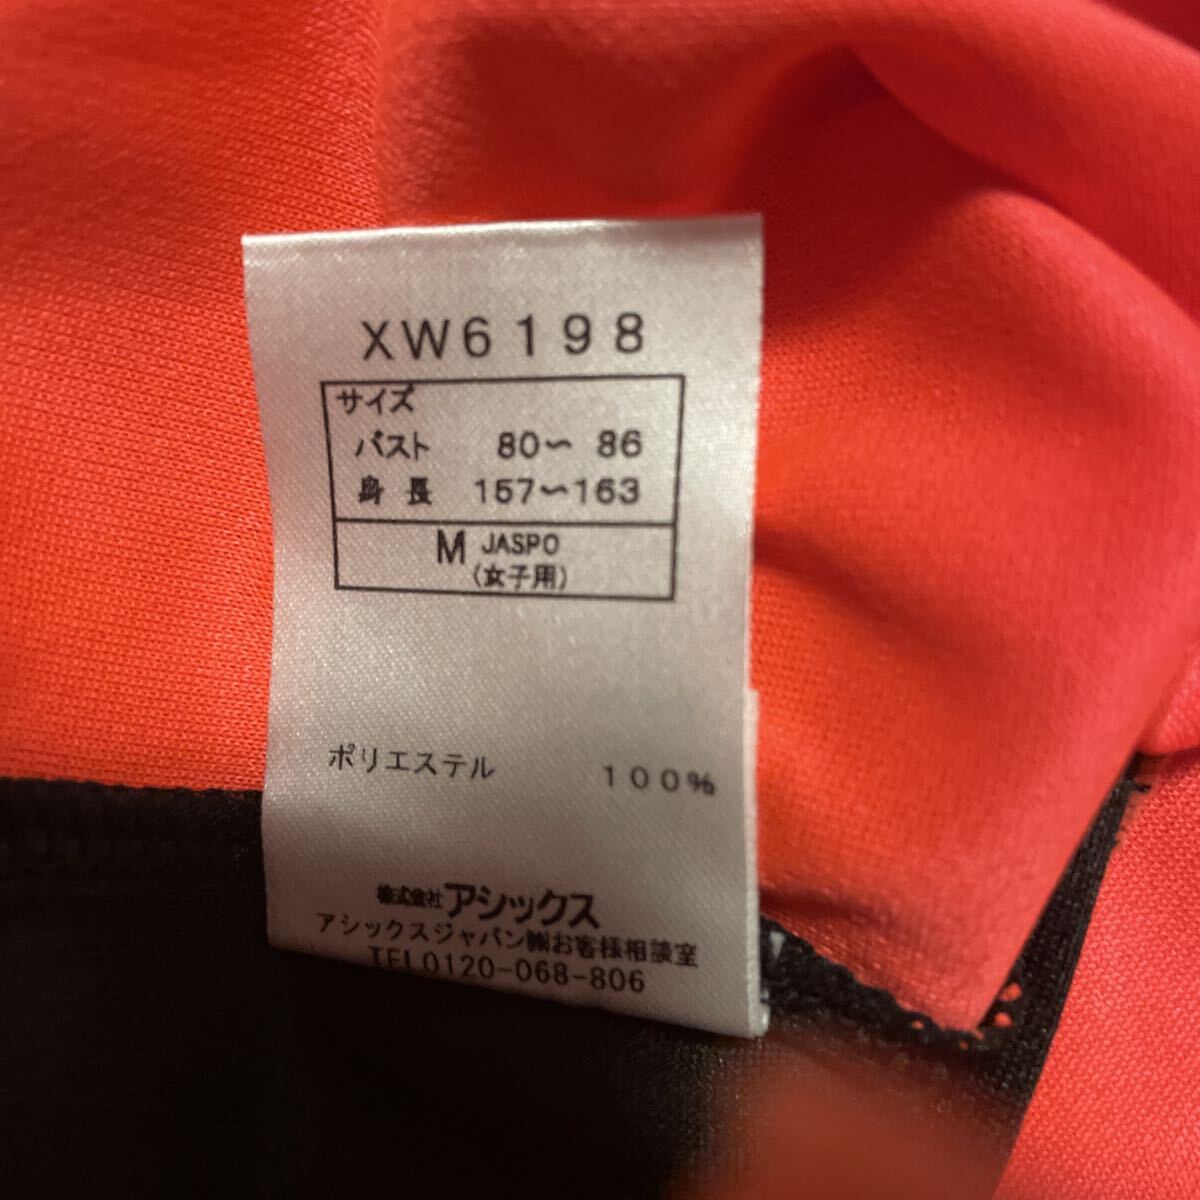 XW6198
サイズ
バスト 80～ 86
身長 157～163
M JASPO
(女子用)
ポリエステル 100%
株式会社アシックス
アシックスジャパン㈱お客様相談室
TEL0120-068-806